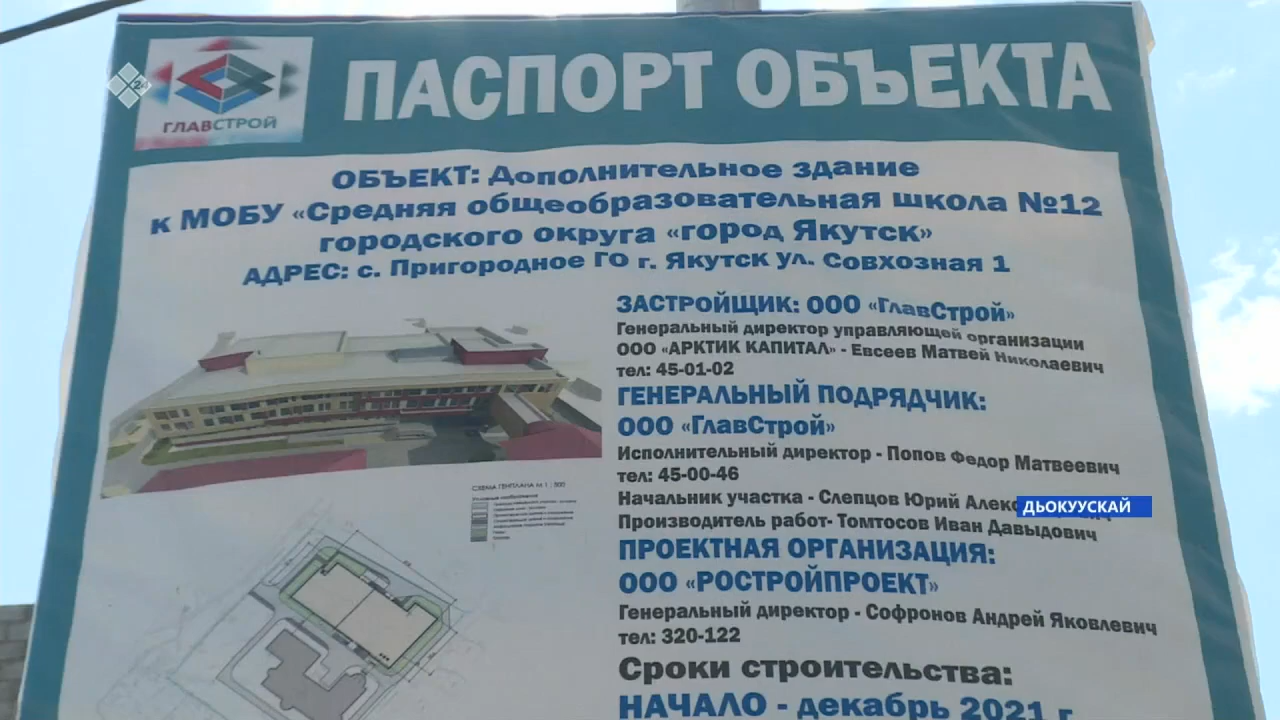 ГЛАВСТРОЙ
ПАСПОРТ ОБЪЕКТА
ОБЪЕКТ: Дополнительное здание
к МОБУ «Средняя общеобразовательная школа №12
городского округа «город Якутск»
АДРЕС: с. Пригородное ГО г. Якутск ул. Совхозная 1
ЗАСТРОЙЩИК: ООО «ГлавСтрой»
Генеральный директор управляющей организации
ООО «АРКТИК КАПИТАЛ» - Евсеев Матвей Николаевич
тел: 45-01-02
ГЕНЕРАЛЬНЫЙ ПОДРЯДЧИК:
ООО «ГлавСтрой»
Исполнительный директор - Попов Федор Матвеевич
тел: 45-00-46
Начальник участка - Слепцов Юрий
ДЬОКУУСКАЙ
Производитель работ- Томтосов Иван Давыдович
ПРОЕКТНАЯ ОРГАНИЗАЦИЯ:
ООО «РОСТРОЙПРОЕКТ»
Генеральный директор - Софронов Андрей Яковлевич
тел: 320-122
Сроки строительства:
НАЧАЛО - декабрь 2021 г
СХЕМА ГЕНПЛАНА М 1 : 500